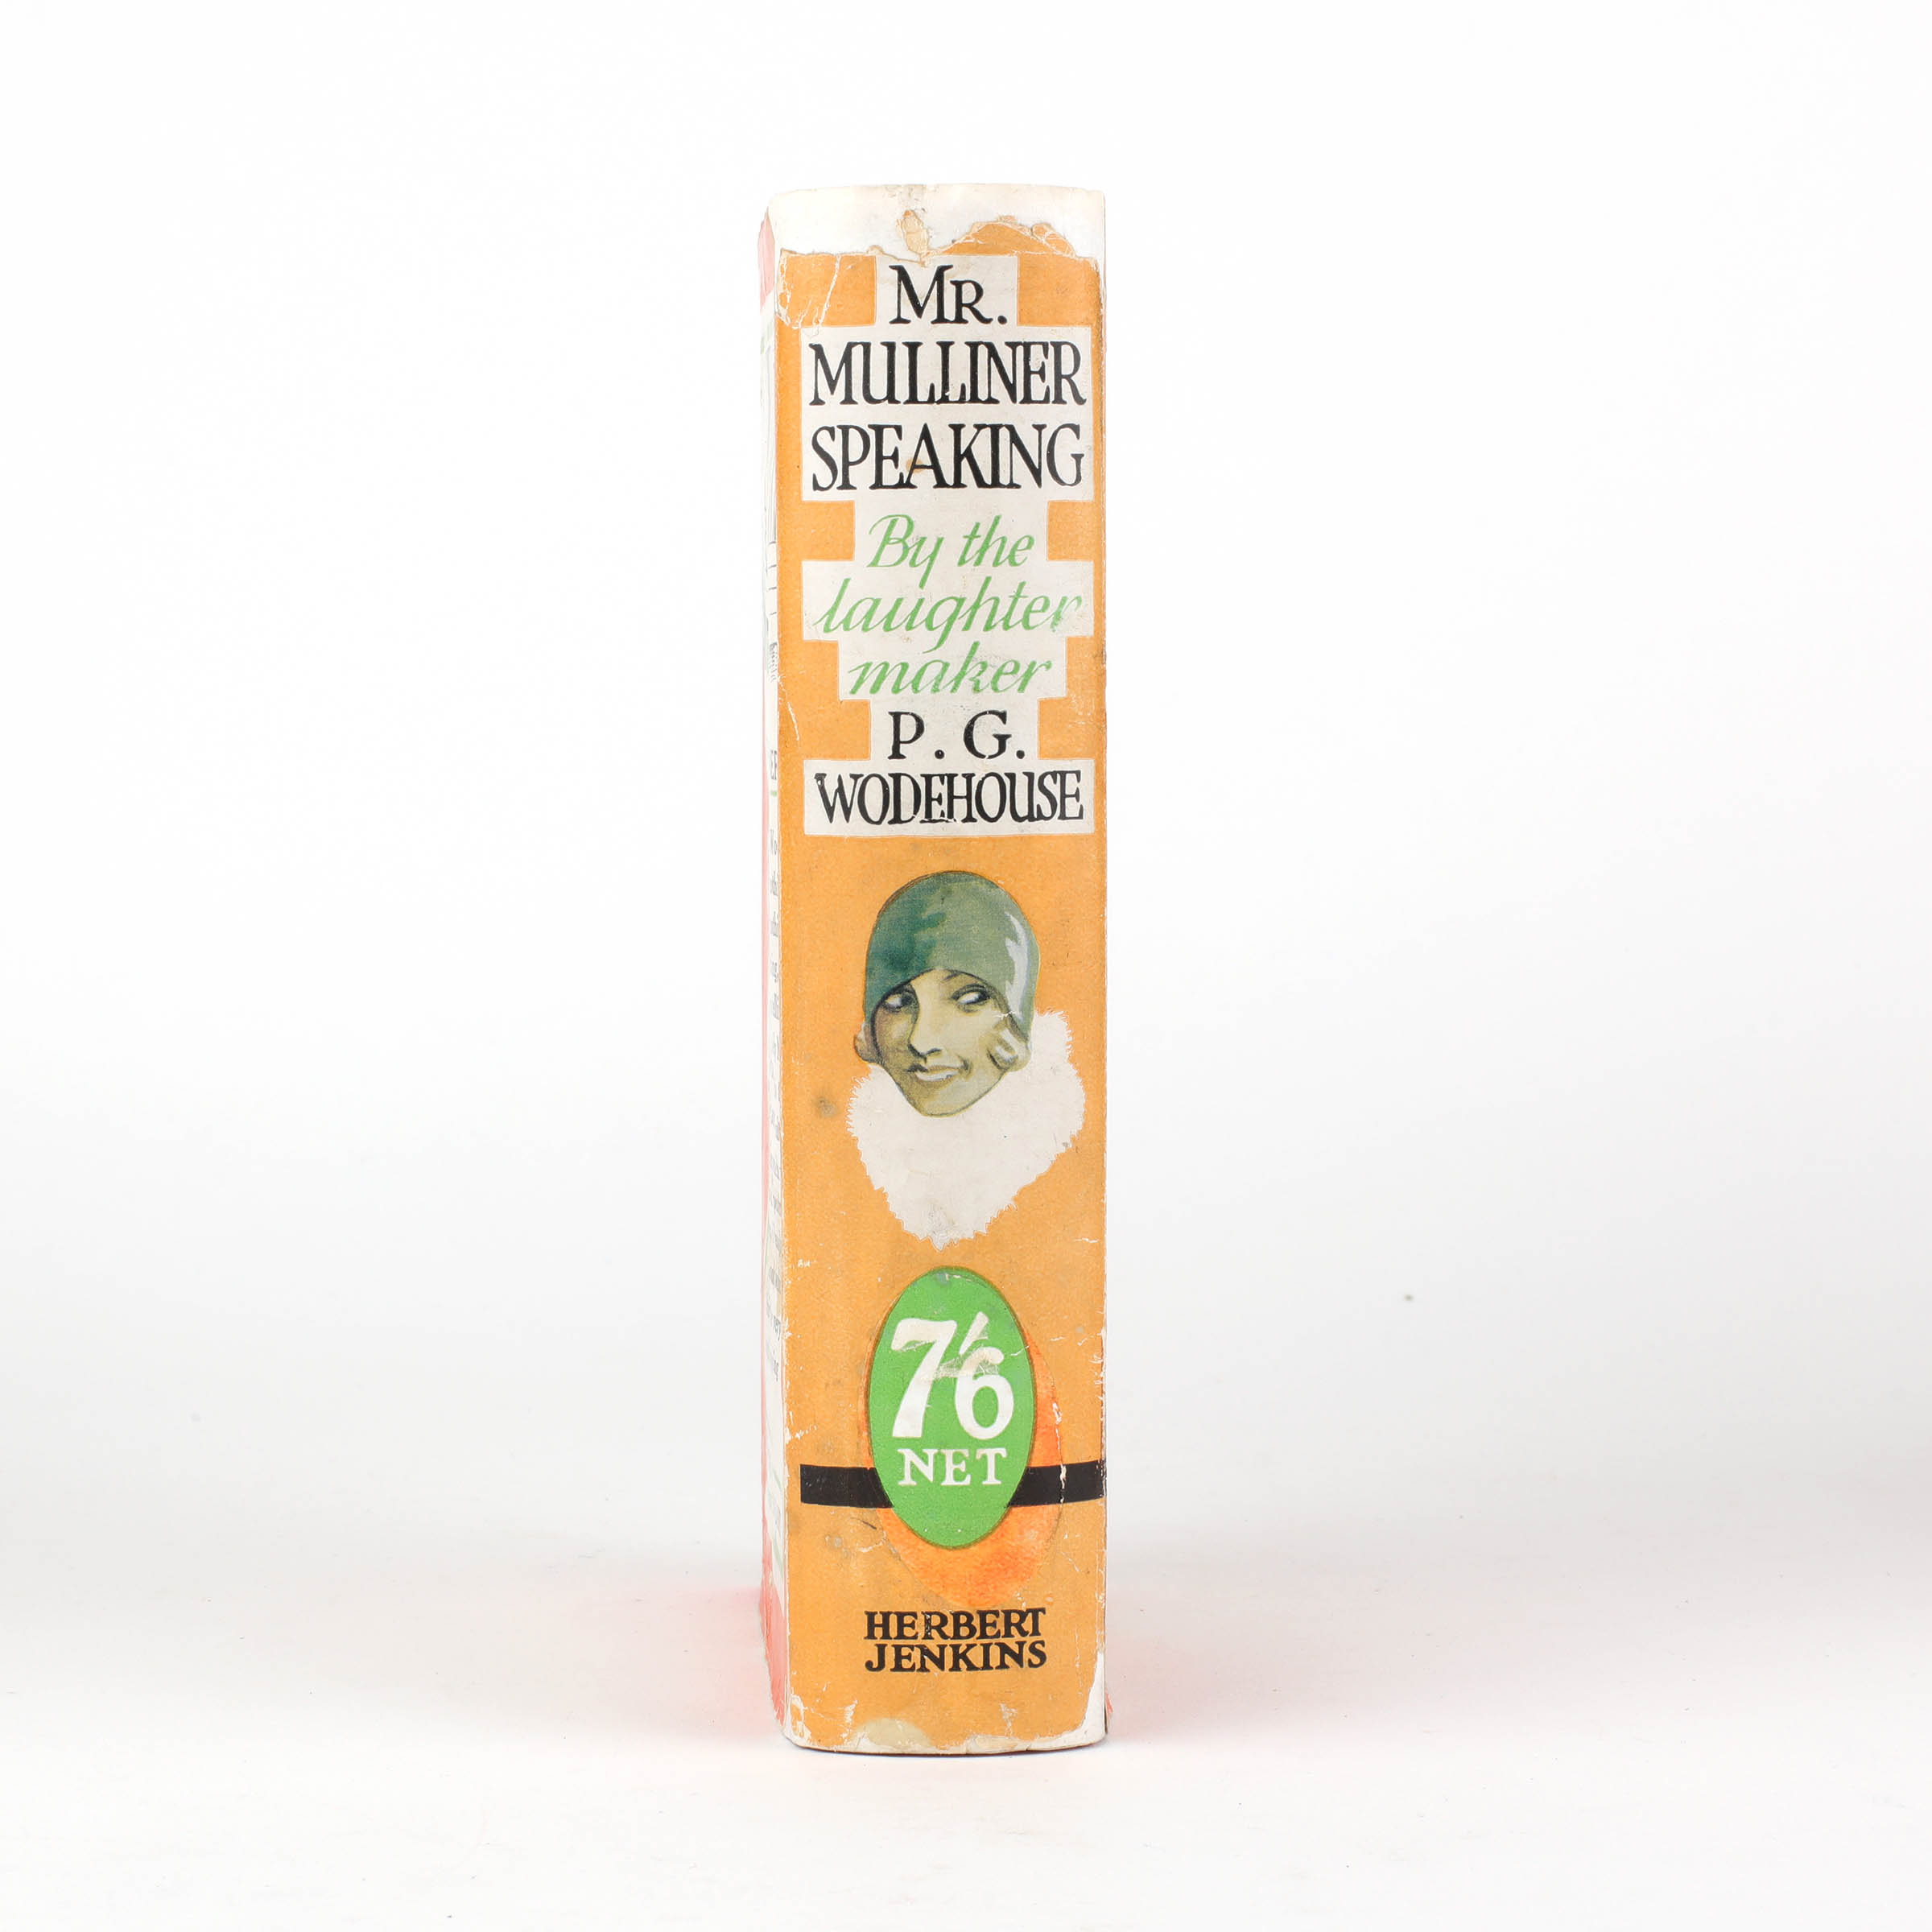 MR.
MULLINER
SPEAKING
By the
laughter
maker
P. G.
WODEHOUSE
7/6
NET
HERBERT
JENKINS